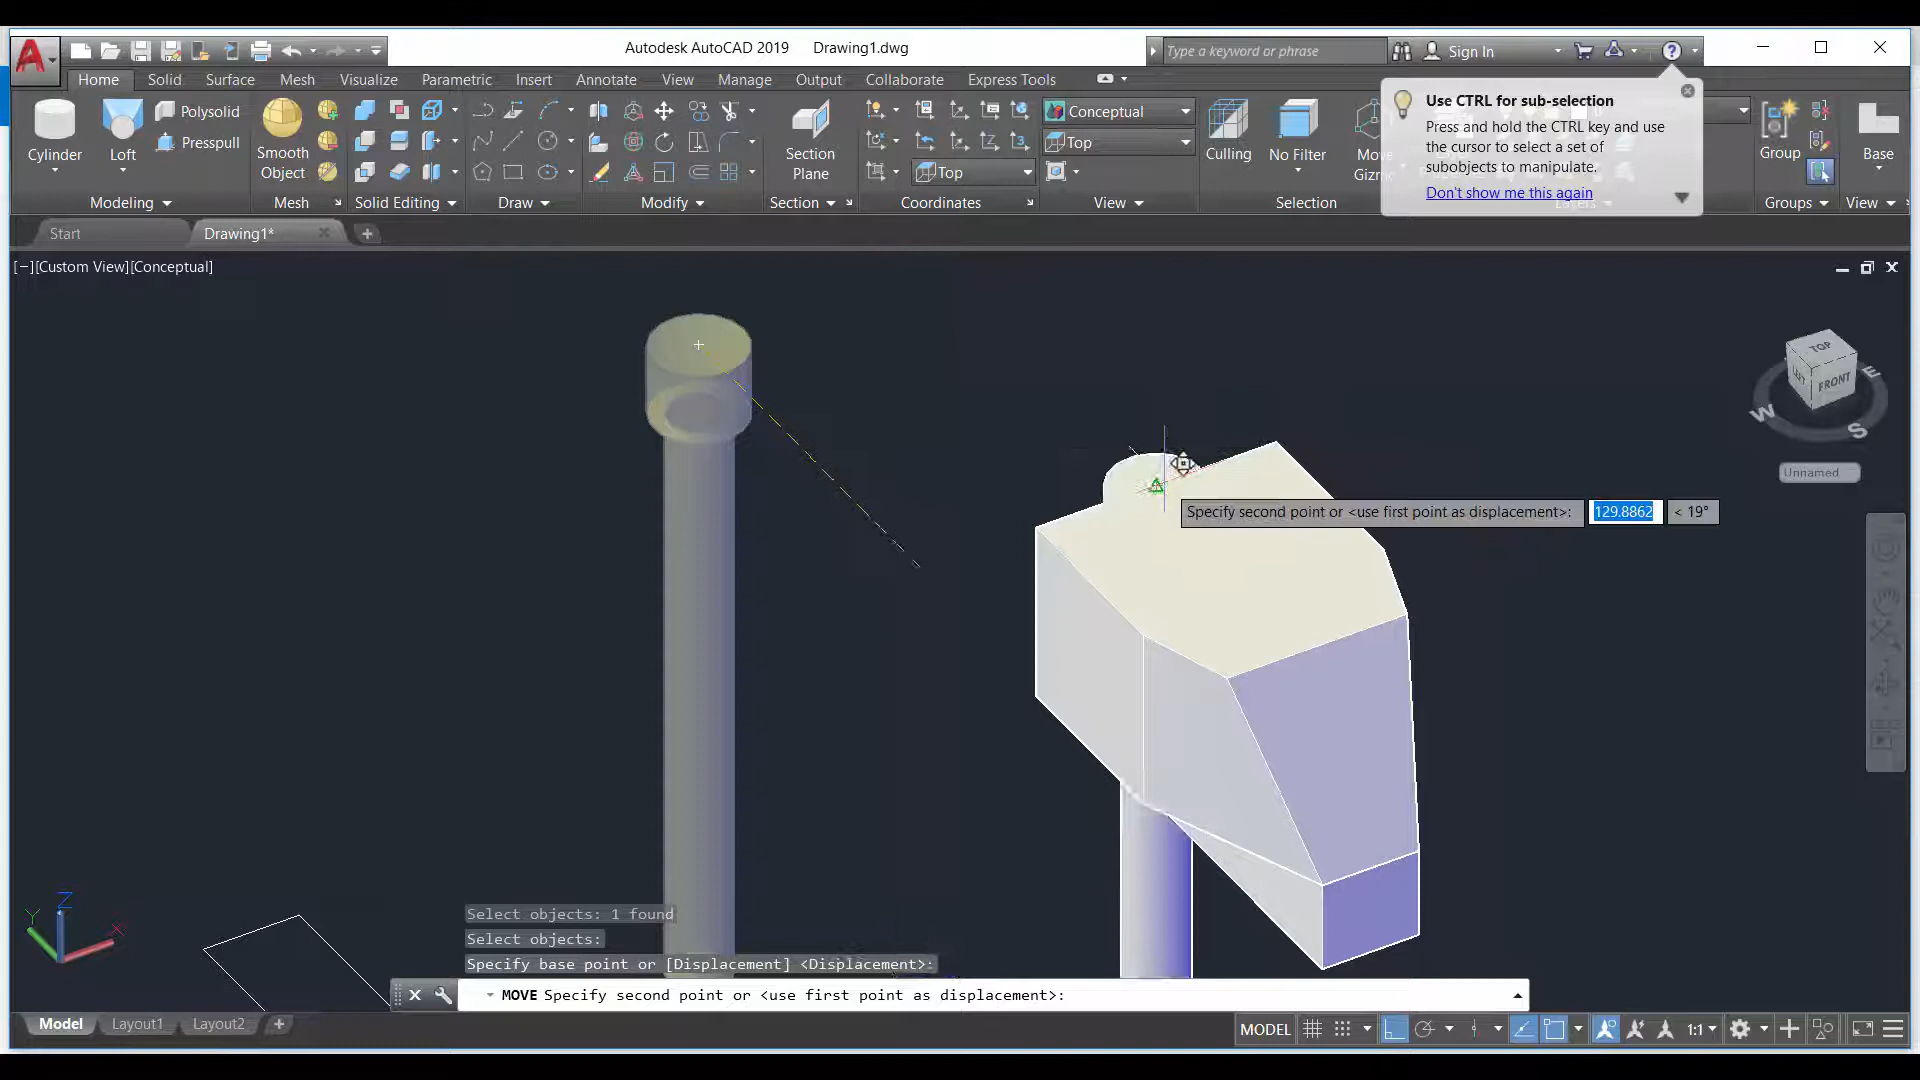 Autodesk AutoCAD 2019 Drawing1.dwg
Type a keyword or phrase
Sign In
Home Solid Surface Mesh Visualize Parametric Insert Annotate View Manage Output Collaborate Express Tools
Use CTRL for sub-selection
Press and hold the CTRL key and use
the cursor to select a set of
subobjects to manipulate.
Don't show me this again
Cylinder
Loft
Polysolid
Presspull
Smooth
Object
Section
Plane
Conceptual
Top
Top
Culling
No Filter
Move
Gizmo
Group
Base
Modeling
Mesh
Solid Editing
Draw
Modify
Section
Coordinates
View
Selection
Layers
Groups
View
Start
Drawing1*
[−][Custom View][Conceptual]
TOP
LEFT
FRONT
E
W
S
Unnamed
Specify second point or <use first point as displacement>: 129.8862 < 19°
Z
Y
X
Select objects: 1 found
Select objects:
Specify base point or [Displacement] <Displacement>:
MOVE Specify second point or <use first point as displacement>:
Model Layout1 Layout2
MODEL
1:1